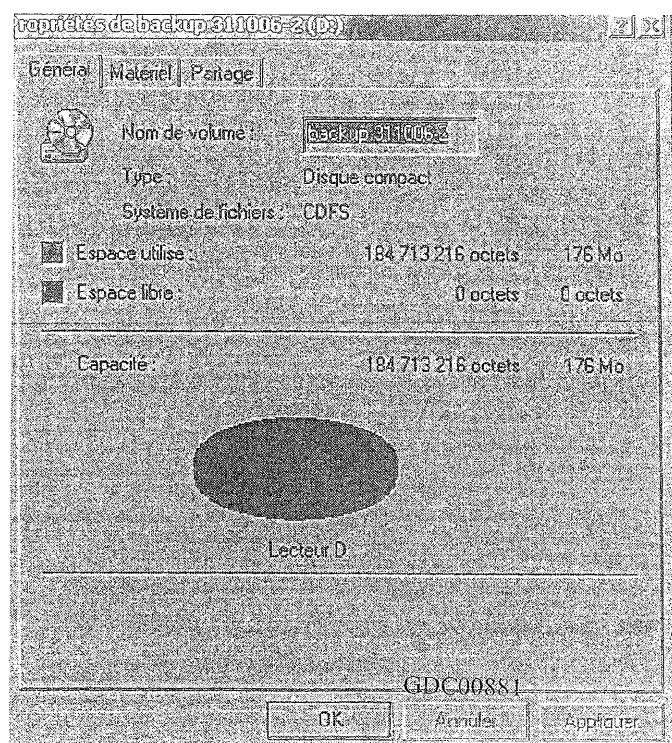 ropriétés de backup 311006-2 (D:)
Général Matériel Partage
Nom de volume : backup 311006-2
Type : Disque compact
Système de fichiers : CDFS
Espace utilisé : 184 713 216 octets 176 Mo
Espace libre : 0 octets 0 octets
Capacité : 184 713 216 octets 176 Mo
Lecteur D
GDC00881
OK Annuler Appliquer